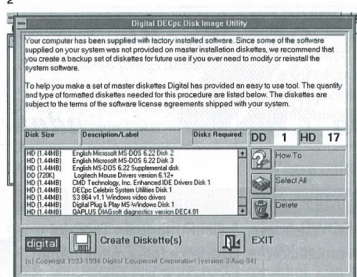 2
Digital DECpc Disk Image Utility
Your computer has been supplied with factory installed software. Since some of the software
supplied on your system was not provided on master installation diskettes, we recommend that
you create a backup set of diskettes for future use if you ever need to modify or reinstall the
system software.
To help you make a set of master diskettes Digital has provided an easy to use tool. The quantity
and type of formatted diskettes needed for this procedure are listed below. The diskettes are
subject to the terms of the software license agreements shipped with your system.
Disk Size Description/Label Disks Required: DD 1 HD 17
HD (1.44MB) English Microsoft MS-DOS 6.22 Disk 2
HD (1.44MB) English Microsoft MS-DOS 6.22 Disk 3
HD (1.44MB) English MS-DOS 6.22 Supplemental disk
DD (720K) Logitech Mouse Drivers version 6.12+
HD (1.44MB) CMD Technology, Inc. Enhanced IDE Drivers Disk 1
HD (1.44MB) DECpc Celebris System Utilities Disk 1
HD (1.44MB) S3 864 v1.1 Windows video drivers
HD (1.44MB) Digital Plug & Play MS-Windows Disk 1
HD (1.44MB) QAPLUS DIAGsoft diagnostics version DEC4.81
How To
Select All
Delete
digital Create Diskette(s) EXIT
(c) Copyright 1993-1994 Digital Equipment Corporation (version 3 Aug 94)